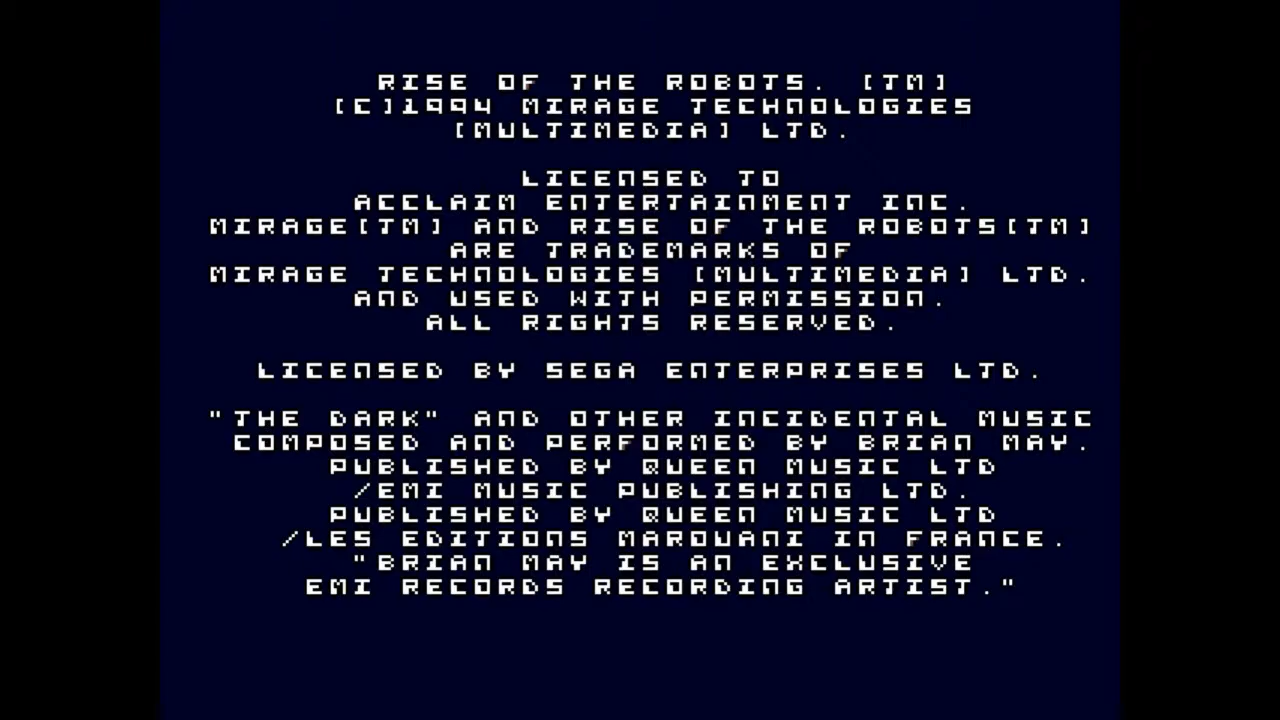 RISE OF THE ROBOTS. [TM]
[C]1994 MIRAGE TECHNOLOGIES
[MULTIMEDIA] LTD.
LICENSED TO
ACCLAIM ENTERTAINMENT INC.
MIRAGE[TM] AND RISE OF THE ROBOTS[TM]
ARE TRADEMARKS OF
MIRAGE TECHNOLOGIES [MULTIMEDIA] LTD.
AND USED WITH PERMISSION.
ALL RIGHTS RESERVED.
LICENSED BY SEGA ENTERPRISES LTD.
"THE DARK" AND OTHER INCIDENTAL MUSIC
COMPOSED AND PERFORMED BY BRIAN MAY.
PUBLISHED BY QUEEN MUSIC LTD
/EMI MUSIC PUBLISHING LTD.
PUBLISHED BY QUEEN MUSIC LTD
/LES EDITIONS MAROUANI IN FRANCE.
"BRIAN MAY IS AN EXCLUSIVE
EMI RECORDS RECORDING ARTIST."